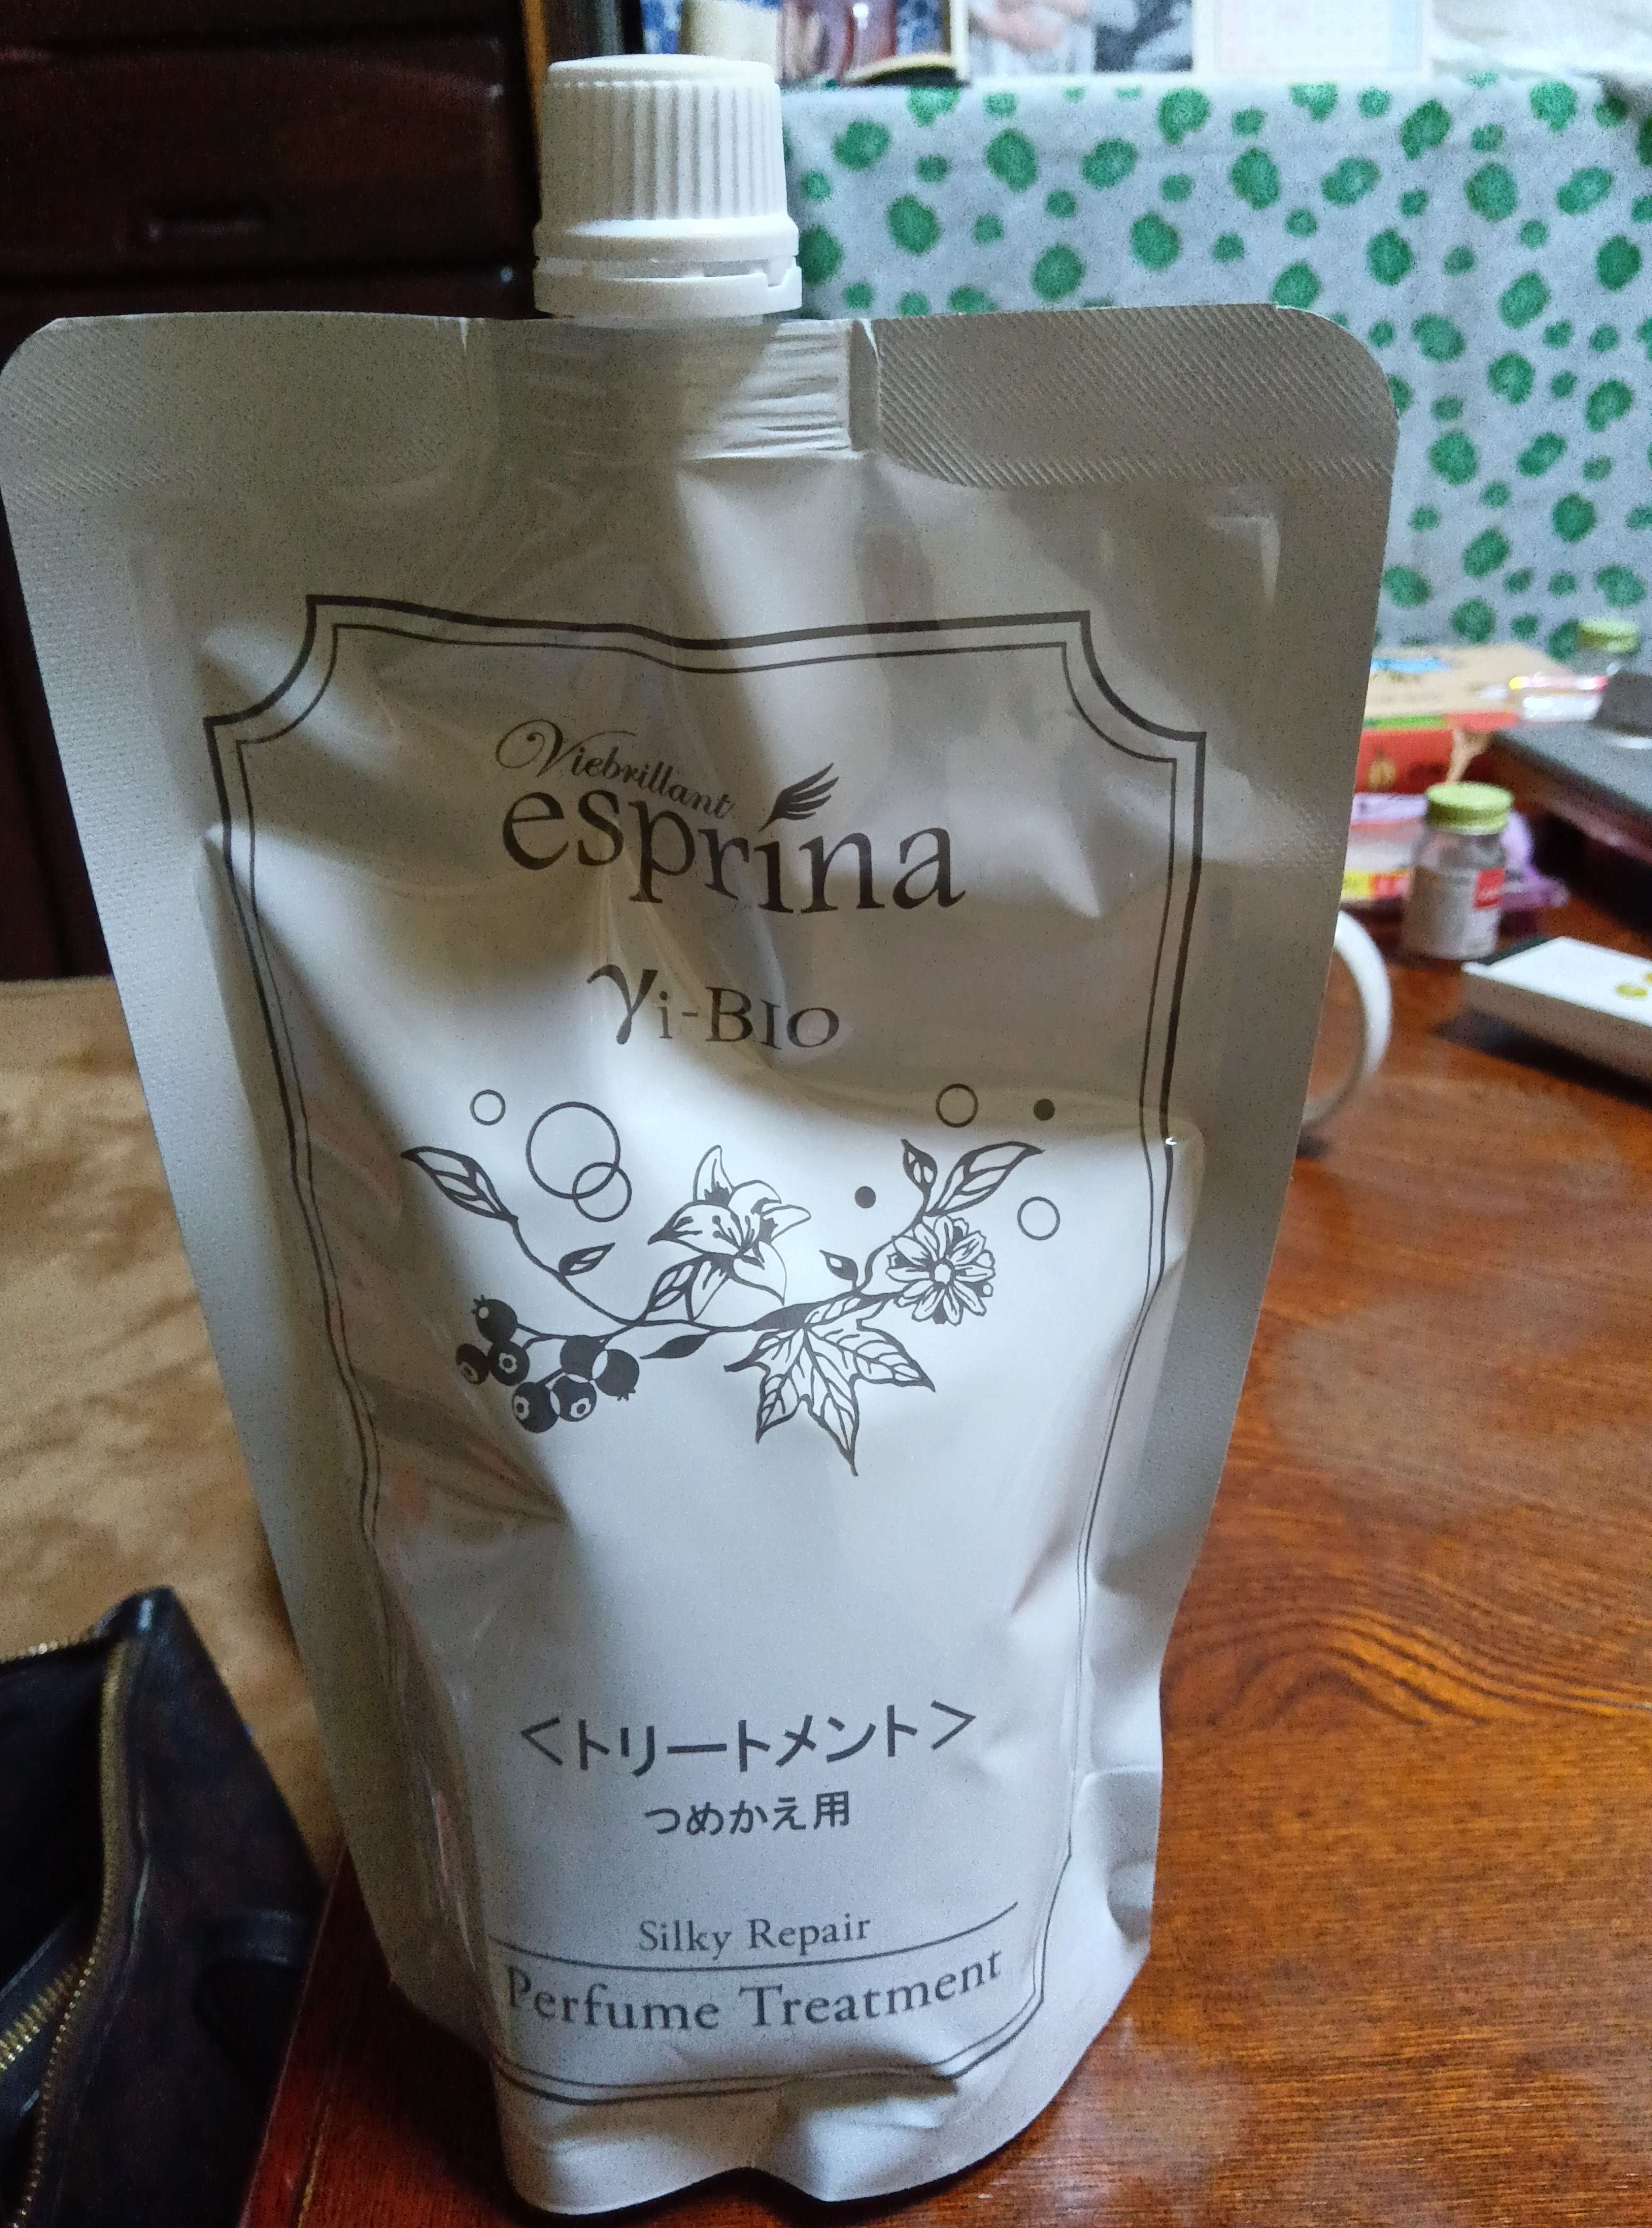 Viebrillant
esprina
γi-BIO
<トリートメント>
つめかえ用
Silky Repair
Perfume Treatment